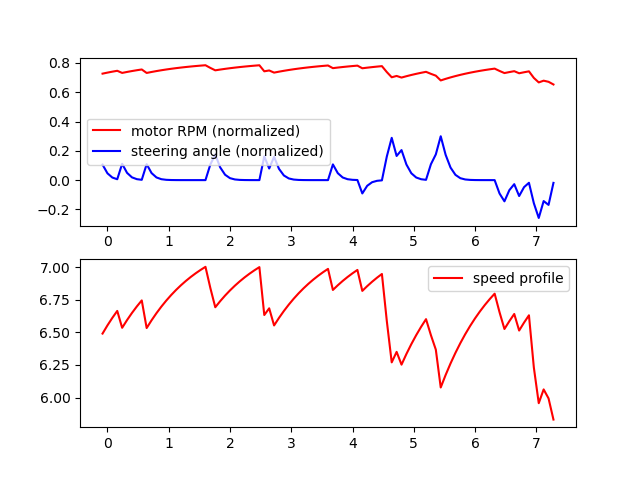 0.8
0.6
0.4
0.2
0.0
−0.2
motor RPM (normalized)
steering angle (normalized)
0 1 2 3 4 5 6 7
7.00
6.75
6.50
6.25
6.00
speed profile
0 1 2 3 4 5 6 7